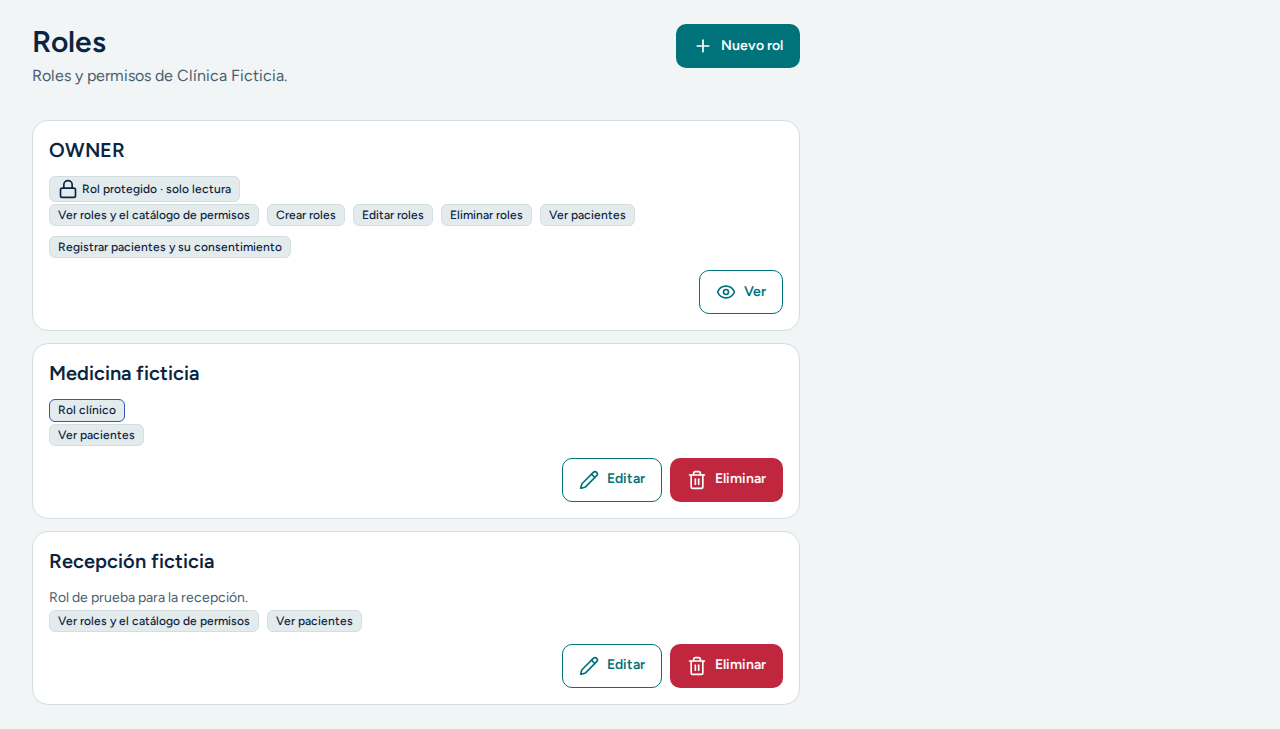 Roles
Nuevo rol
Roles y permisos de Clínica Ficticia.
OWNER
Rol protegido · solo lectura
Ver roles y el catálogo de permisos Crear roles Editar roles Eliminar roles Ver pacientes
Registrar pacientes y su consentimiento
Ver
Medicina ficticia
Rol clínico
Ver pacientes
Editar Eliminar
Recepción ficticia
Rol de prueba para la recepción.
Ver roles y el catálogo de permisos Ver pacientes
Editar Eliminar